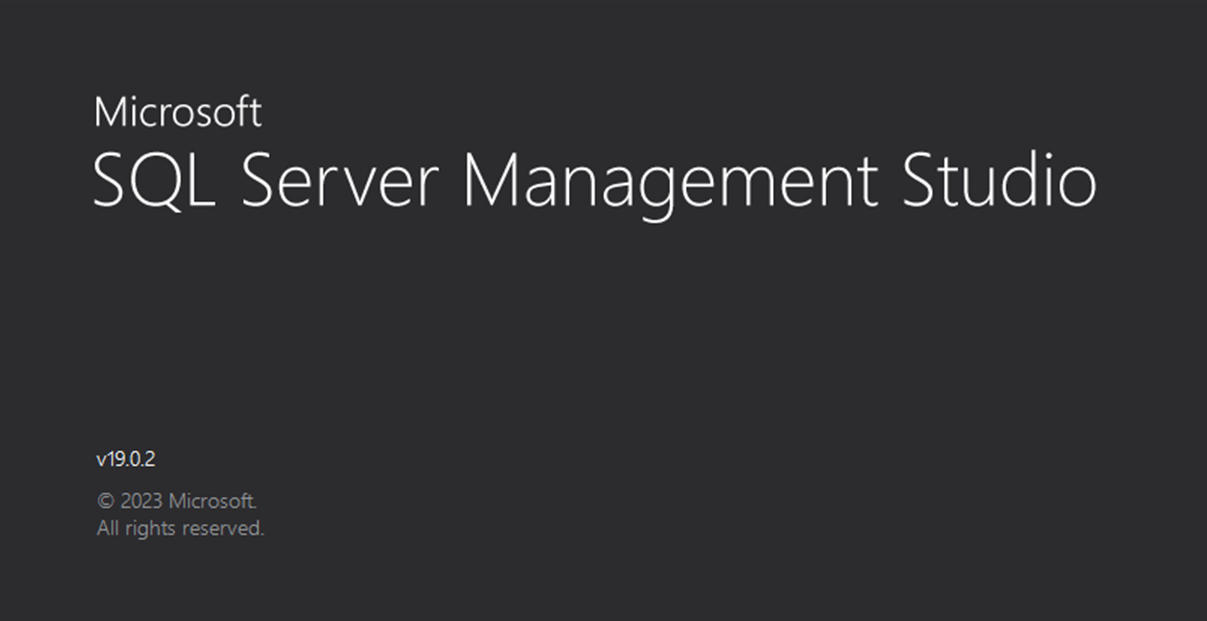 Microsoft
SQL Server Management Studio
v19.0.2
© 2023 Microsoft.
All rights reserved.